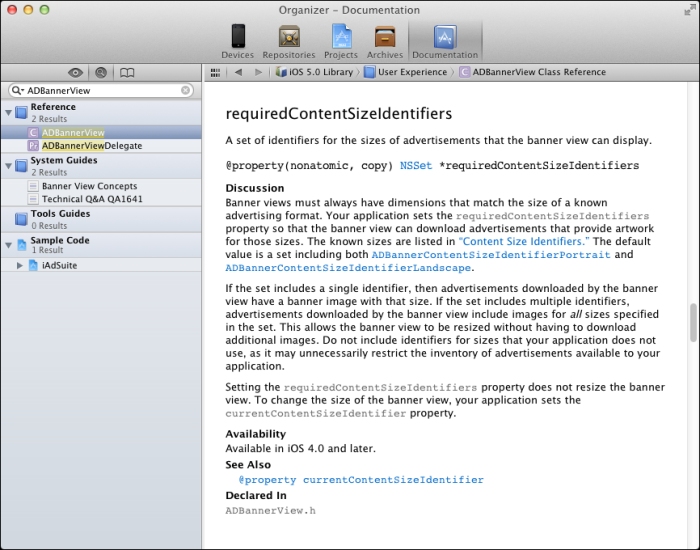 Organizer - Documentation
Devices Repositories Projects Archives Documentation
iOS 5.0 Library User Experience C ADBannerView Class Reference
ADBannerView
Reference
2 Results
C ADBannerView
Pr ADBannerViewDelegate
System Guides
2 Results
Banner View Concepts
Technical Q&A QA1641
Tools Guides
0 Results
Sample Code
1 Result
iAdSuite
requiredContentSizeIdentifiers
A set of identifiers for the sizes of advertisements that the banner view can display.
@property(nonatomic, copy) NSSet *requiredContentSizeIdentifiers
Discussion
Banner views must always have dimensions that match the size of a known
advertising format. Your application sets the requiredContentSizeIdentifiers
property so that the banner view can download advertisements that provide artwork
for those sizes. The known sizes are listed in “Content Size Identifiers.” The default
value is a set including both ADBannerContentSizeIdentifierPortrait and
ADBannerContentSizeIdentifierLandscape.
If the set includes a single identifier, then advertisements downloaded by the banner
view have a banner image with that size. If the set includes multiple identifiers,
advertisements downloaded by the banner view include images for all sizes specified
in the set. This allows the banner view to be resized without having to download
additional images. Do not include identifiers for sizes that your application does not
use, as it may unnecessarily restrict the inventory of advertisements available to your
application.
Setting the requiredContentSizeIdentifiers property does not resize the banner
view. To change the size of the banner view, your application sets the
currentContentSizeIdentifier property.
Availability
Available in iOS 4.0 and later.
See Also
@property currentContentSizeIdentifier
Declared In
ADBannerView.h